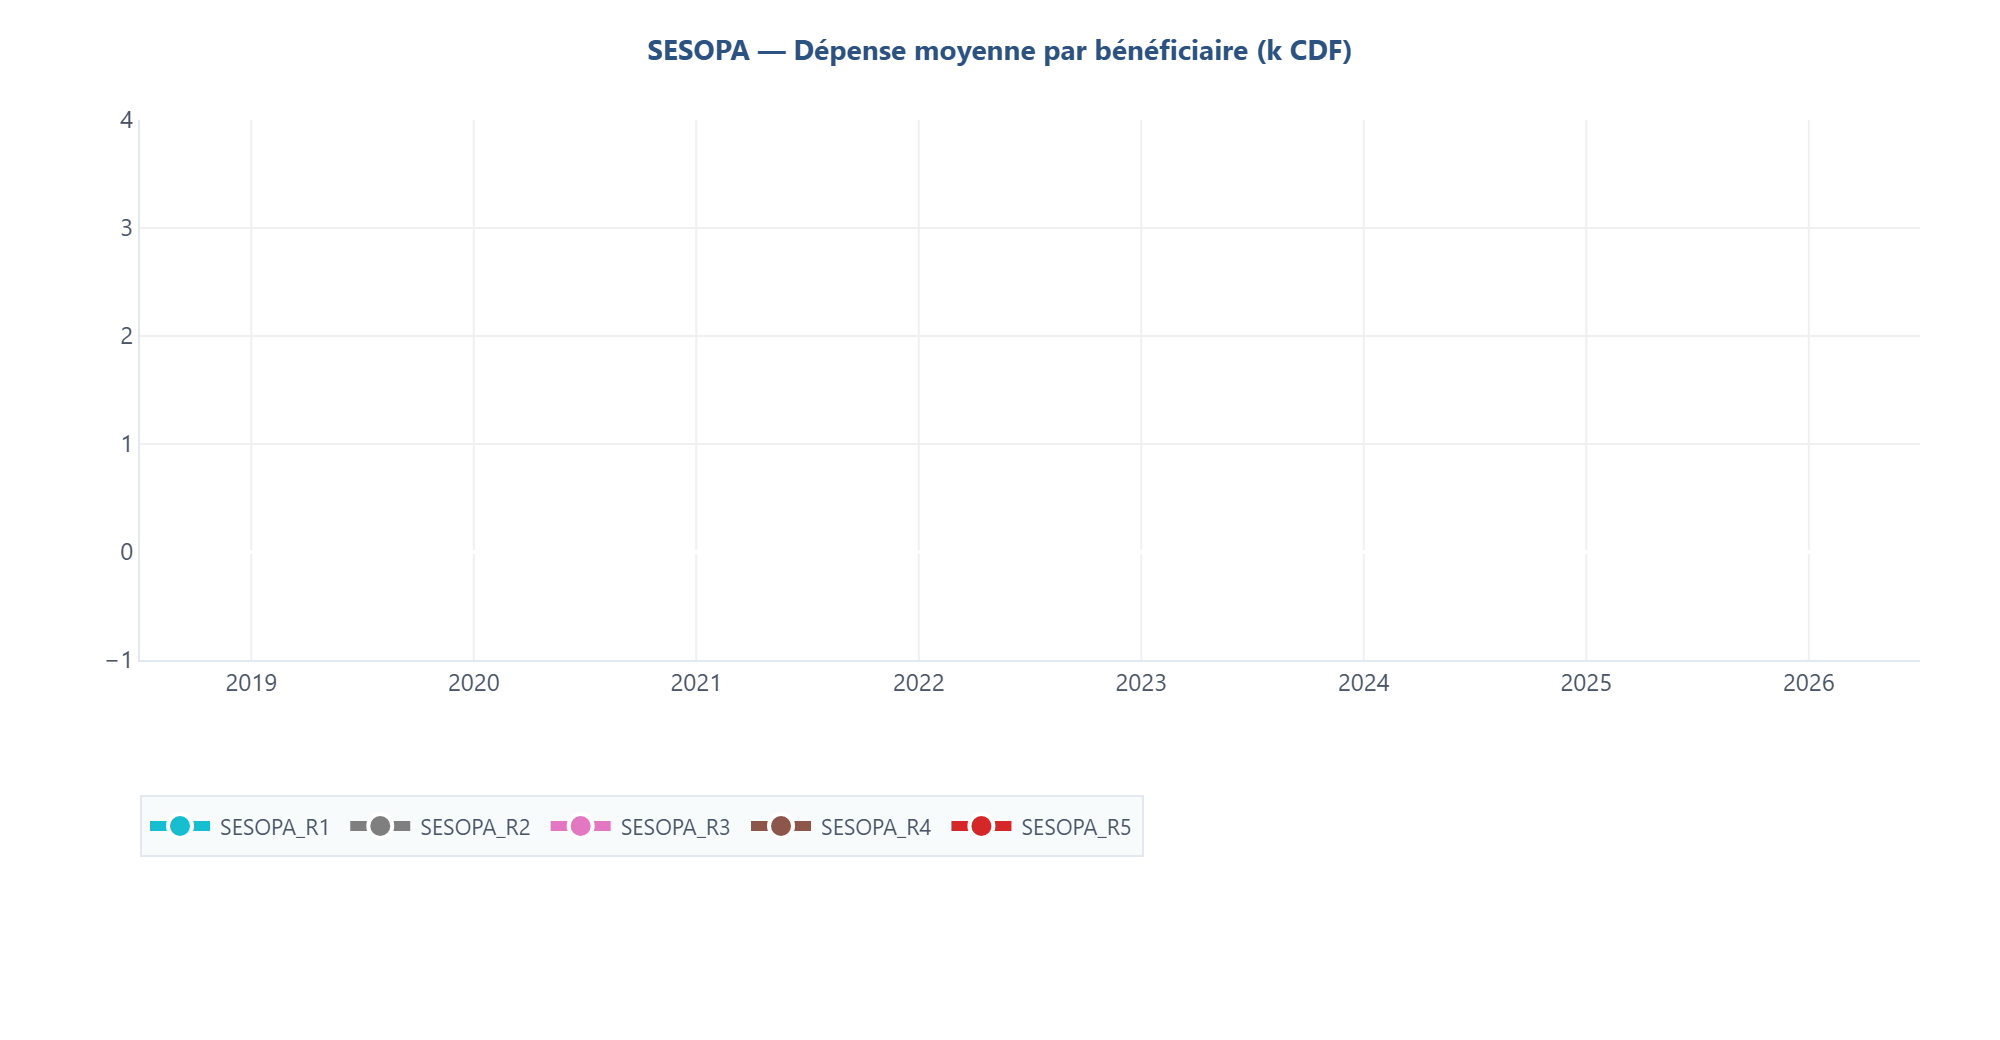 SESOPA — Dépense moyenne par bénéficiaire (k CDF)
4
3
2
1
0
−1
2019 2020 2021 2022 2023 2024 2025 2026
SESOPA_R1 SESOPA_R2 SESOPA_R3 SESOPA_R4 SESOPA_R5